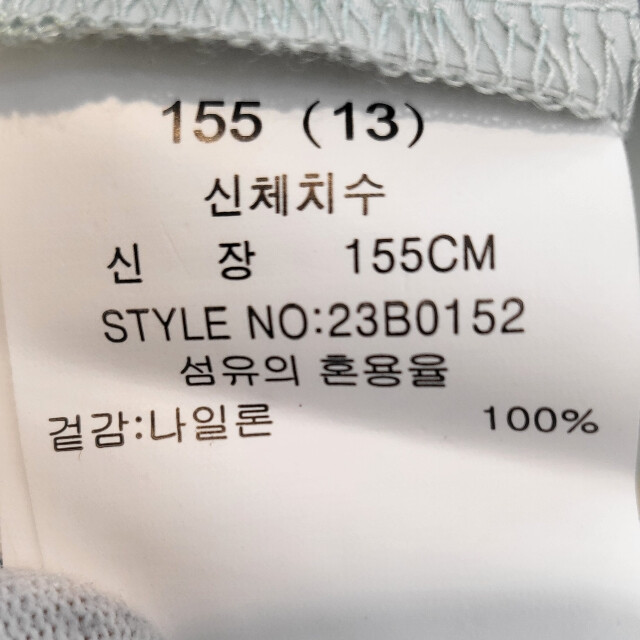 155 (13)
신체치수
신 장 155CM
STYLE NO:23B0152
섬유의 혼용율
겉감:나일론 100%